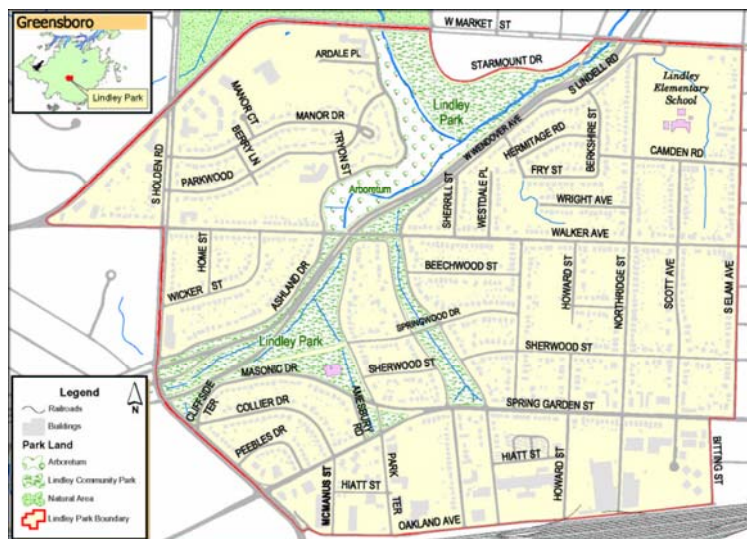 Greensboro
Lindley Park
W MARKET ST
STARMOUNT DR
ARDALE PL
S LINDELL RD
Lindley
Elementary
School
Lindley
Park
MANOR CT
MANOR DR
W WENDOVER AVE
HERMITAGE RD
BERKSHIRE ST
BERRY LN
TRYON ST
CAMDEN RD
FRY ST
S HOLDEN RD
PARKWOOD
Arboretum
SHERRILL ST
WESTDALE PL
WRIGHT AVE
WALKER AVE
HOME ST
ASHLAND DR
BEECHWOOD ST
HOWARD ST
NORTHRIDGE ST
SCOTT AVE
S ELAM AVE
WICKER ST
SPRINGWOOD DR
Lindley Park
SHERWOOD ST
SHERWOOD ST
MASONIC DR
CLIFFSIDE TER
AMESBURY RD
COLLIER DR
SPRING GARDEN ST
PEEBLES DR
BITTING ST
PARK TER
HIATT ST
HOWARD ST
MCMANUS ST
HIATT ST
OAKLAND AVE
Legend
N
Railroads
Buildings
Park Land
Arboretum
Lindley Community Park
Natural Area
Lindley Park Boundary